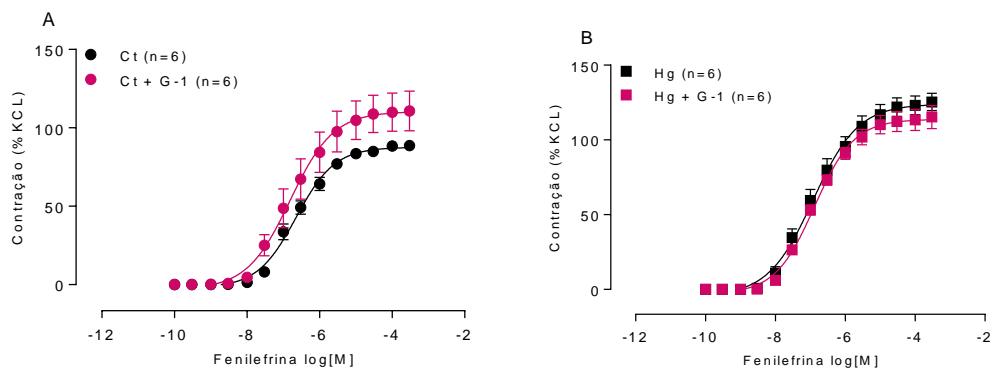 A
150
100
50
0
Contração (%KCL)
Ct (n=6)
Ct + G-1 (n=6)
-12 -10 -8 -6 -4 -2
Fenilefrina log[M]
B
150
100
50
0
Contração (%KCL)
Hg (n=6)
Hg + G-1 (n=6)
-12 -10 -8 -6 -4 -2
Fenilefrina log[M]